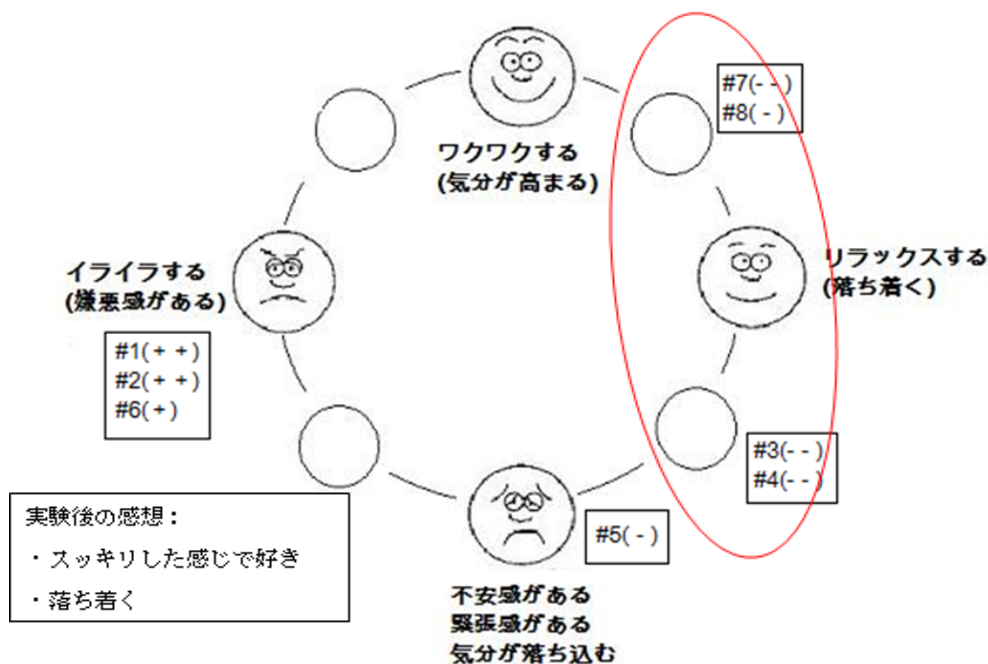 #7(- -)
#8( - )
ワクワクする
(気分が高まる)
イライラする
(嫌悪感がある)
リラックスする
(落ち着く)
#1(+ +)
#2(+ +)
#6(+)
#3(- -)
#4(- -)
#5( - )
実験後の感想：
・スッキリした感じで好き
・落ち着く
不安感がある
緊張感がある
気分が落ち込む